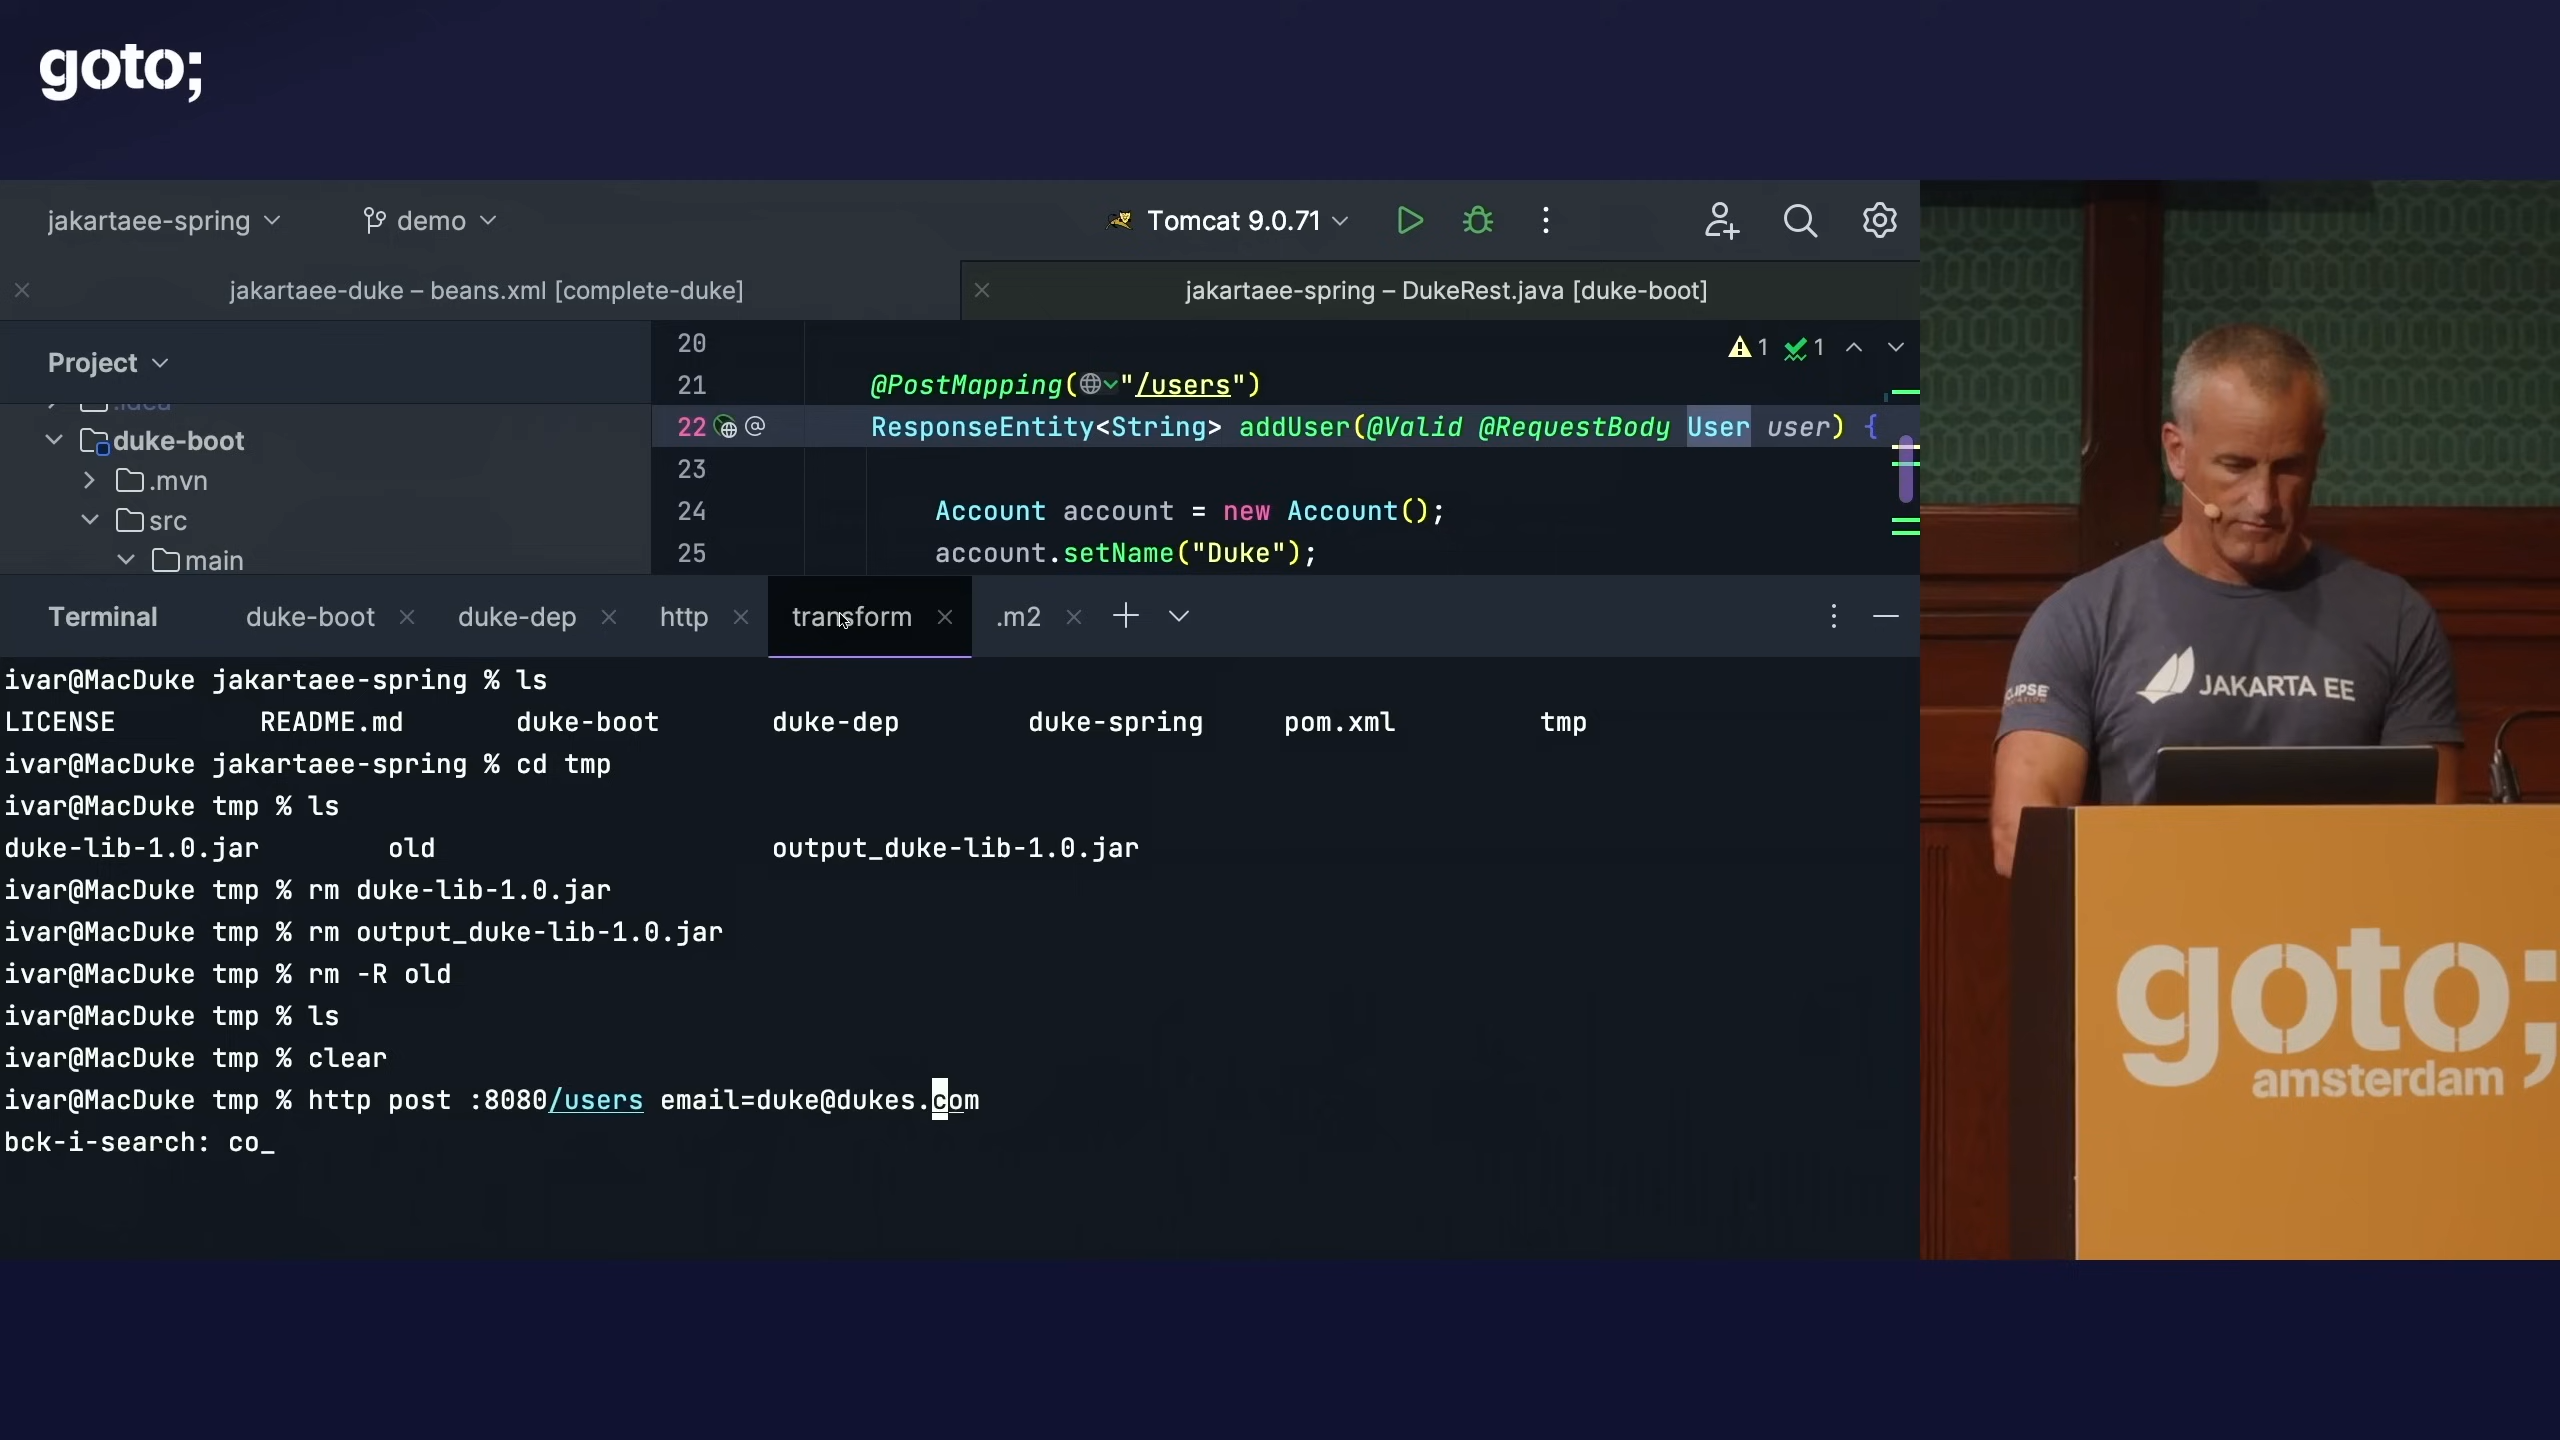 goto;
jakartaee-spring
demo
Tomcat 9.0.71
jakartaee-duke – beans.xml [complete-duke]
jakartaee-spring – DukeRest.java [duke-boot]
Project
.idea
duke-boot
.mvn
src
main
1 1
20
21 @PostMapping("/users")
22 ResponseEntity<String> addUser(@Valid @RequestBody User user) {
23
24 Account account = new Account();
25 account.setName("Duke");
Terminal duke-boot duke-dep http transform .m2
ivar@MacDuke jakartaee-spring % ls
LICENSE README.md duke-boot duke-dep duke-spring pom.xml tmp
ivar@MacDuke jakartaee-spring % cd tmp
ivar@MacDuke tmp % ls
duke-lib-1.0.jar old output_duke-lib-1.0.jar
ivar@MacDuke tmp % rm duke-lib-1.0.jar
ivar@MacDuke tmp % rm output_duke-lib-1.0.jar
ivar@MacDuke tmp % rm -R old
ivar@MacDuke tmp % ls
ivar@MacDuke tmp % clear
ivar@MacDuke tmp % http post :8080/users email=duke@dukes.com
bck-i-search: co_
JAKARTA EE
goto;
amsterdam